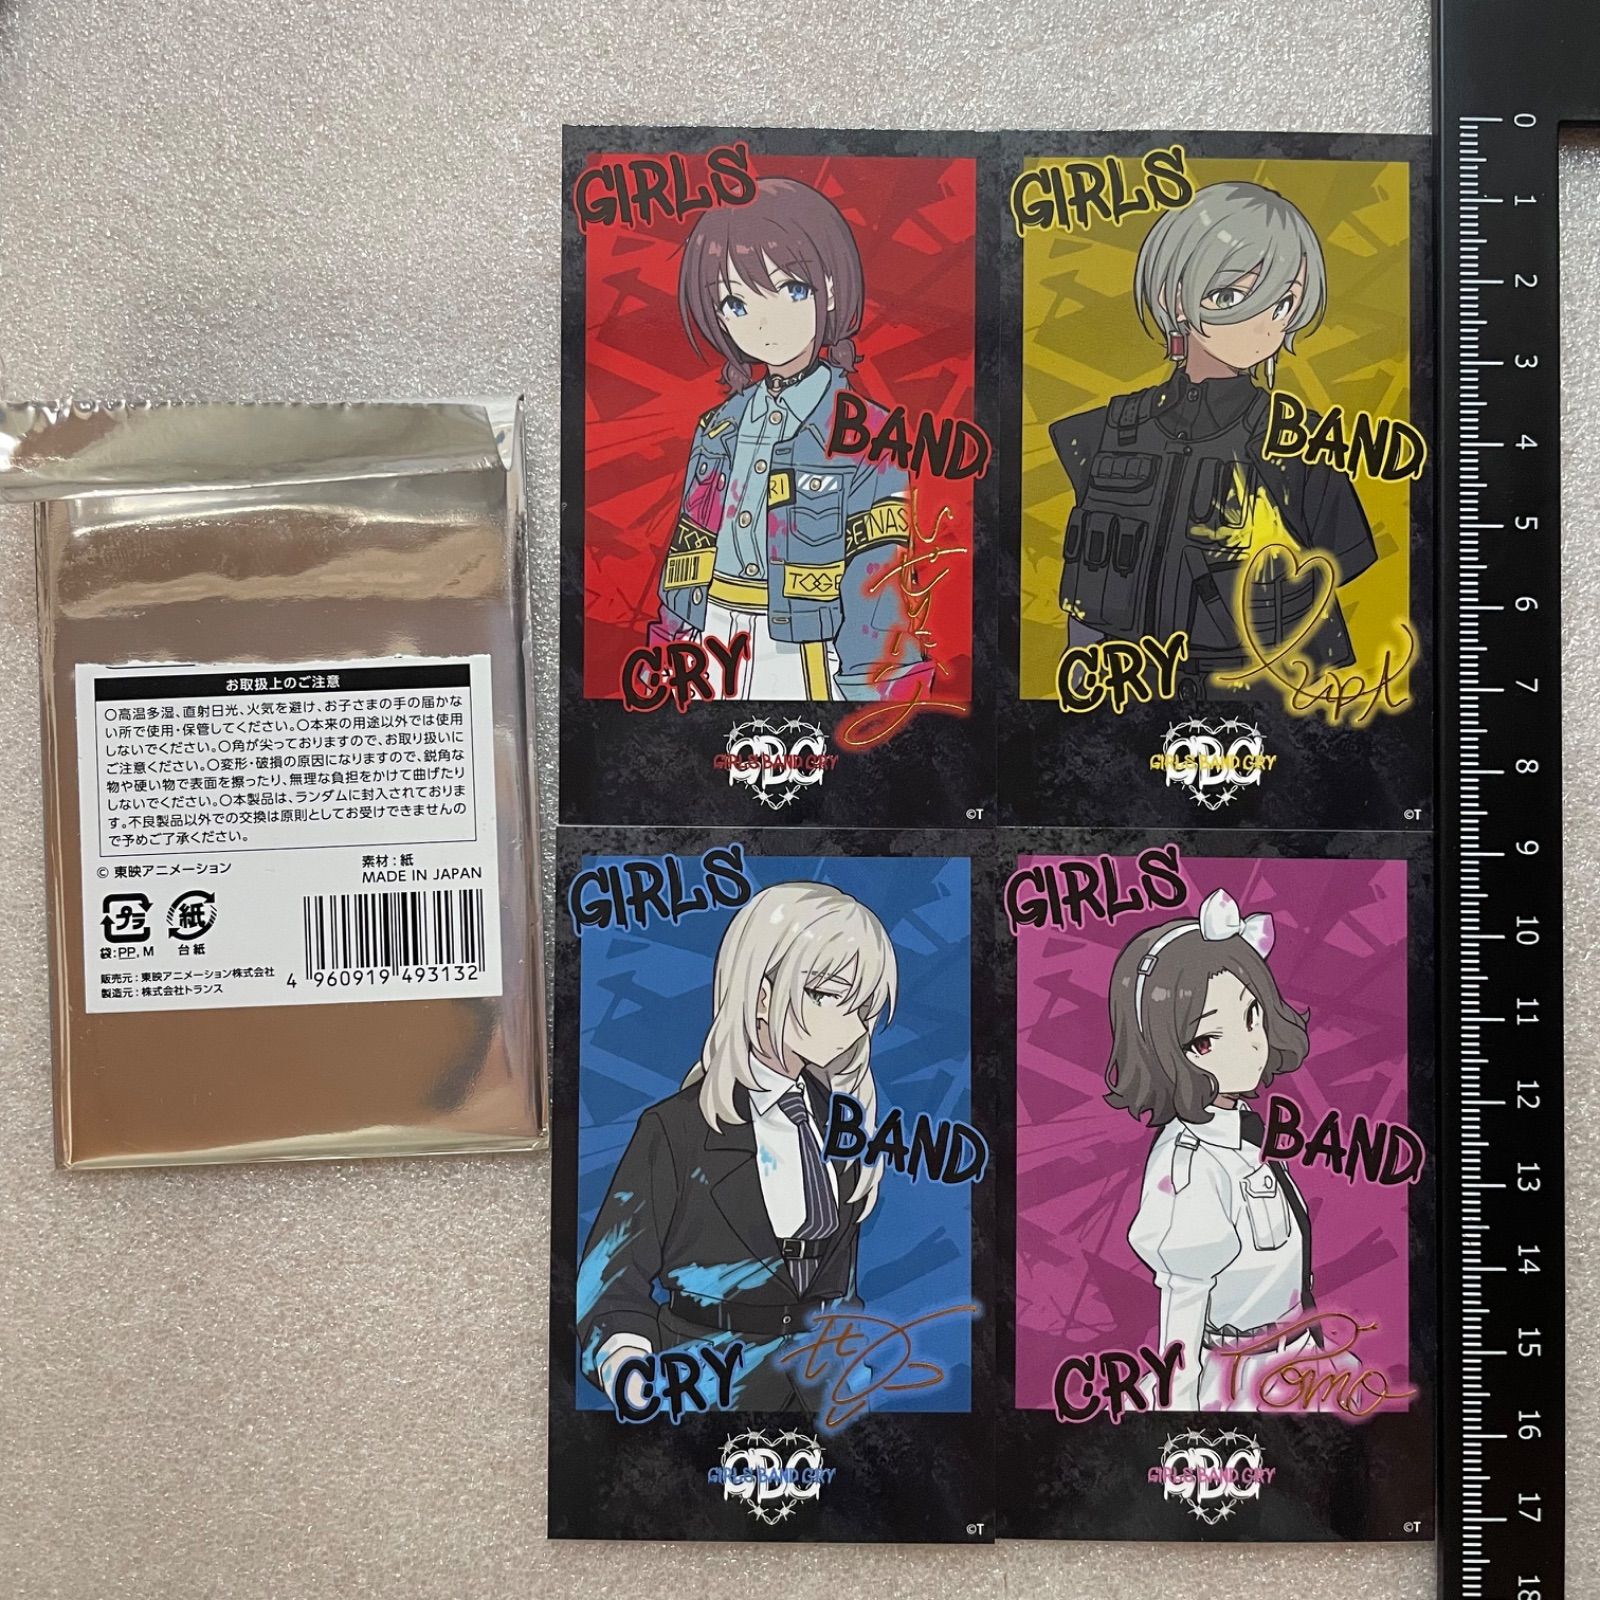 お取扱上のご注意
○高温多湿、直射日光、火気を避け、お子さまの手の届かな
い所で使用・保管してください。○本来の用途以外では使用
しないでください。○角が尖っておりますので、お取り扱いに
ご注意ください。○変形・破損の原因になりますので、鋭角な
物や硬い物で表面を擦ったり、無理な負担をかけて曲げたり
しないでください。○本製品は、ランダムに封入されておりま
す。不良製品以外での交換は原則としてお受けできませんの
で予めご了承ください。
© 東映アニメーション
素材：紙
MADE IN JAPAN
プラ
紙
袋:PP, M
台紙
販売元：東映アニメーション株式会社
製造元：株式会社トランス
4 960919 493132
GIRLS
BAND
RI
GENAS
TOGE
CRY
GBC
GIRLS BAND CRY
©T
GIRLS
BAND
CRY
Rupa
GBC
GIRLS BAND CRY
©T
GIRLS
BAND
CRY
GBC
GIRLS BAND CRY
©T
GIRLS
BAND
CRY
Tomo
GBC
GIRLS BAND CRY
©T
0
1
2
3
4
5
6
7
8
9
10
11
12
13
14
15
16
17
18